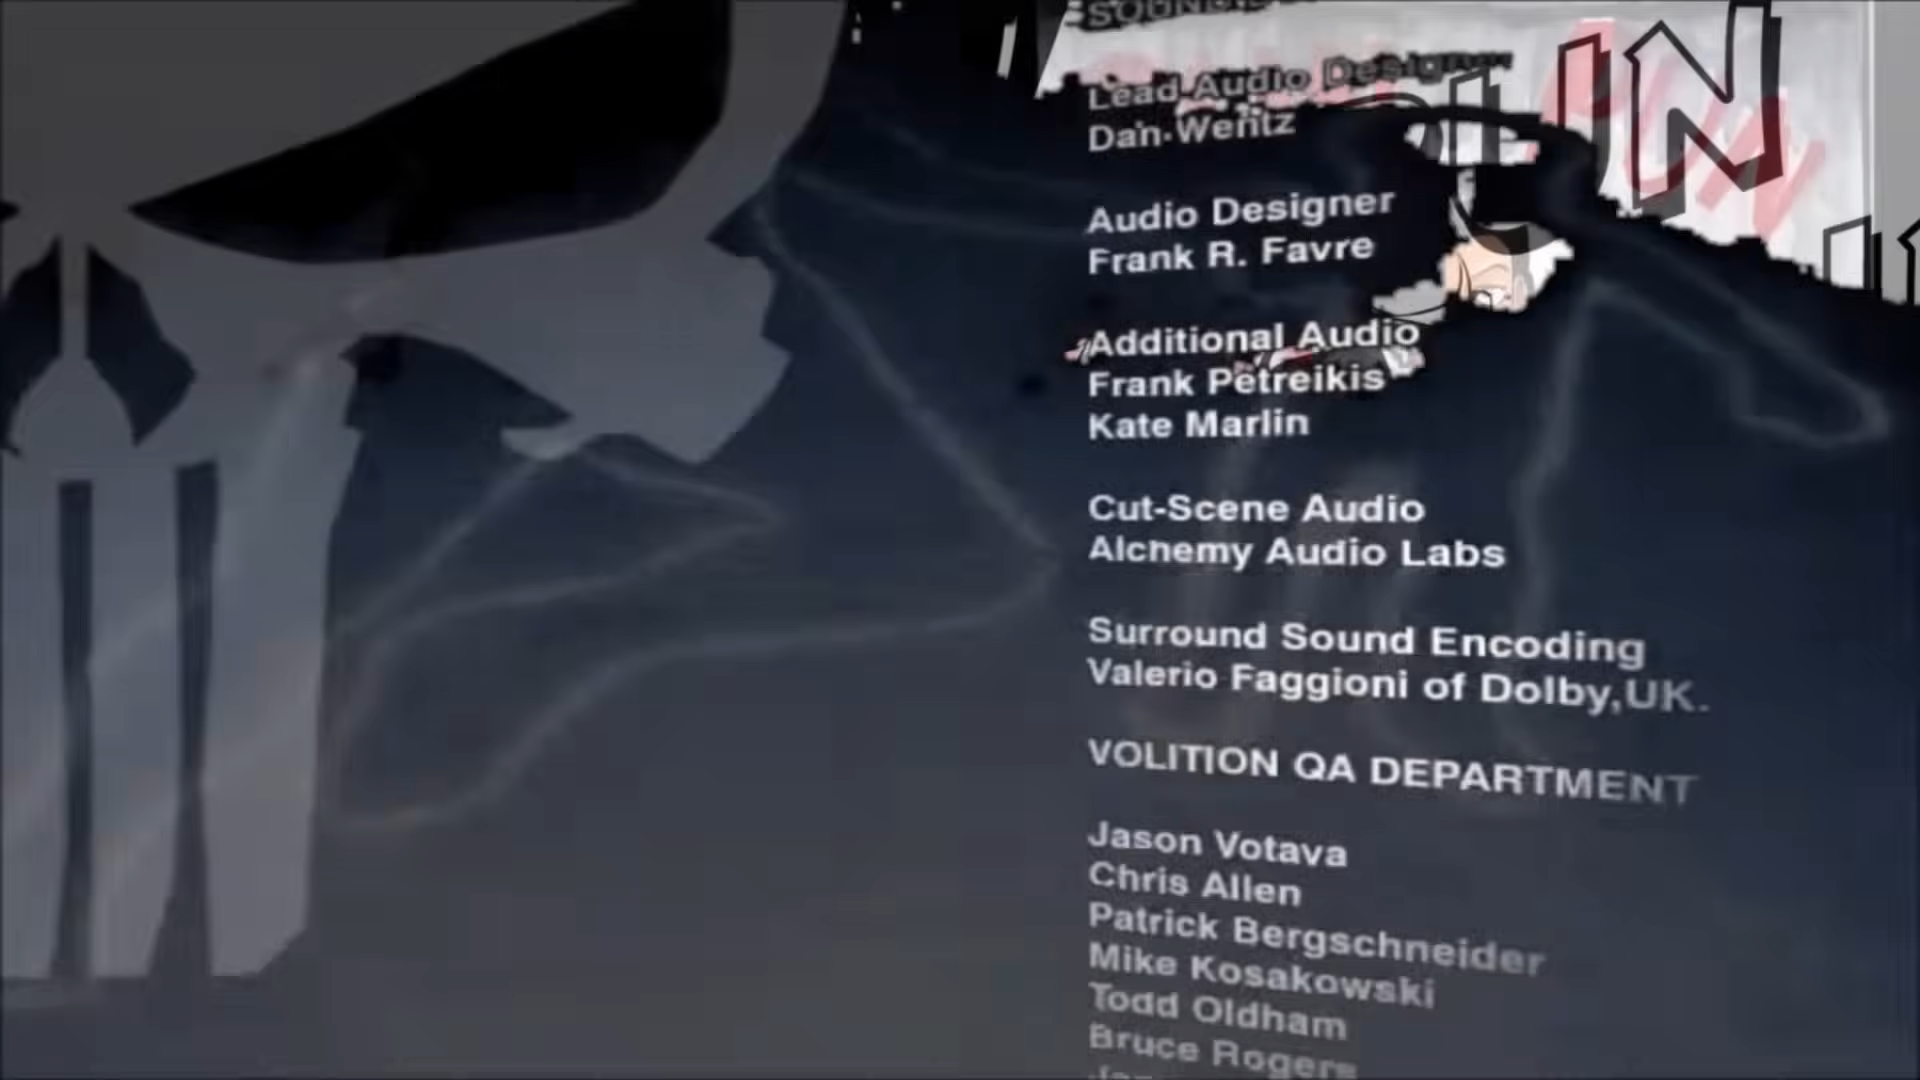 Lead Audio Designer
Dan Wentz
Audio Designer
Frank R. Favre
Additional Audio
Frank Petreikis
Kate Marlin
Cut-Scene Audio
Alchemy Audio Labs
Surround Sound Encoding
Valerio Faggioni of Dolby,UK.
VOLITION QA DEPARTMENT
Jason Votava
Chris Allen
Patrick Bergschneider
Mike Kosakowski
Todd Oldham
Bruce Rogers